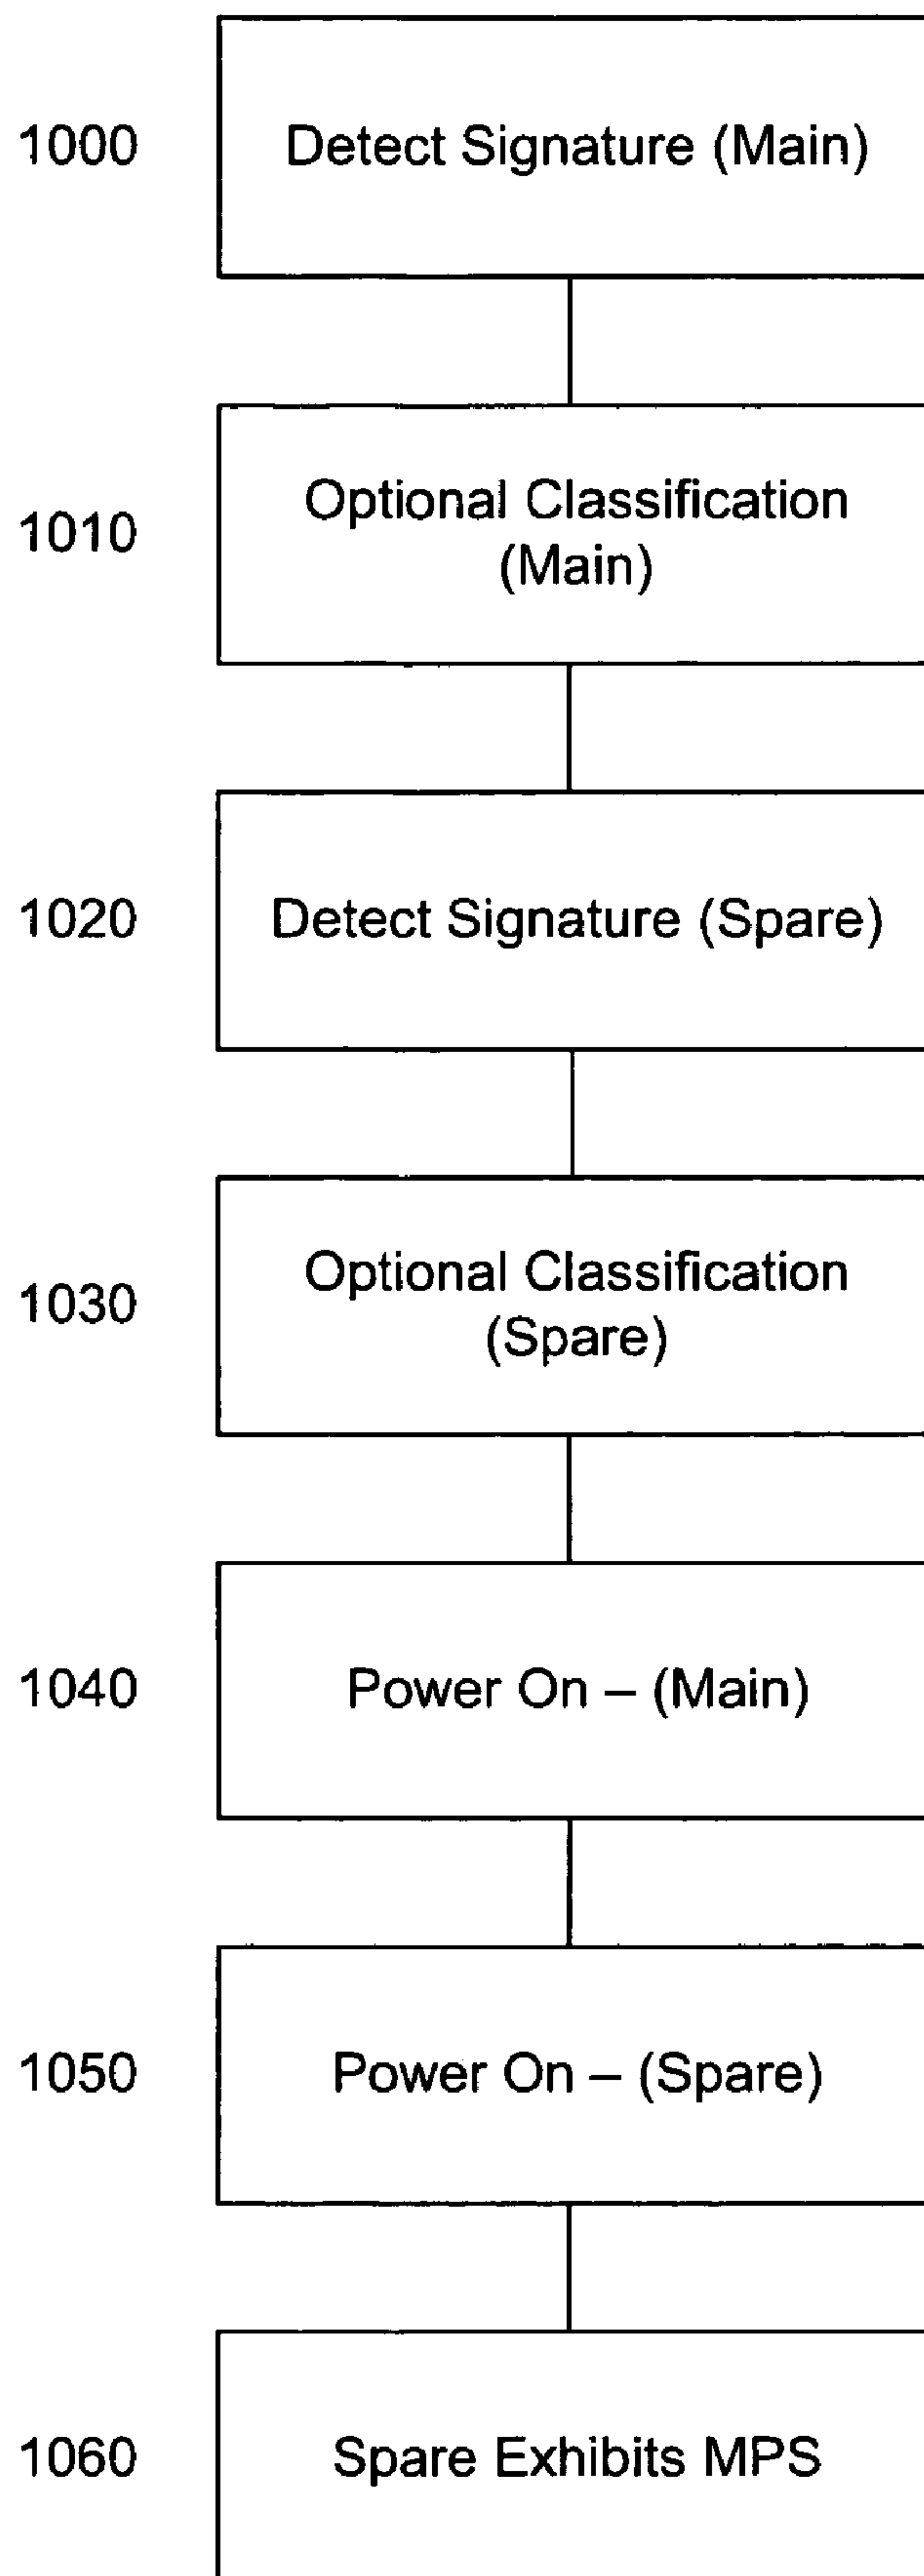 1000
Detect Signature (Main)
1010
Optional Classification
(Main)
1020
Detect Signature (Spare)
1030
Optional Classification
(Spare)
1040
Power On – (Main)
1050
Power On – (Spare)
1060
Spare Exhibits MPS